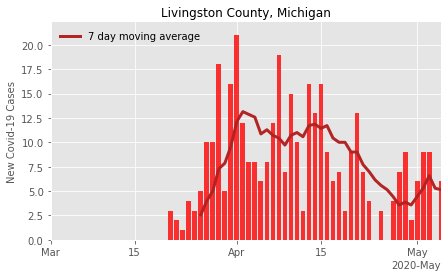 Livingston County, Michigan
7 day moving average
New Covid-19 Cases
20.0
17.5
15.0
12.5
10.0
7.5
5.0
2.5
0.0
Mar
15
Apr
15
May
2020-May